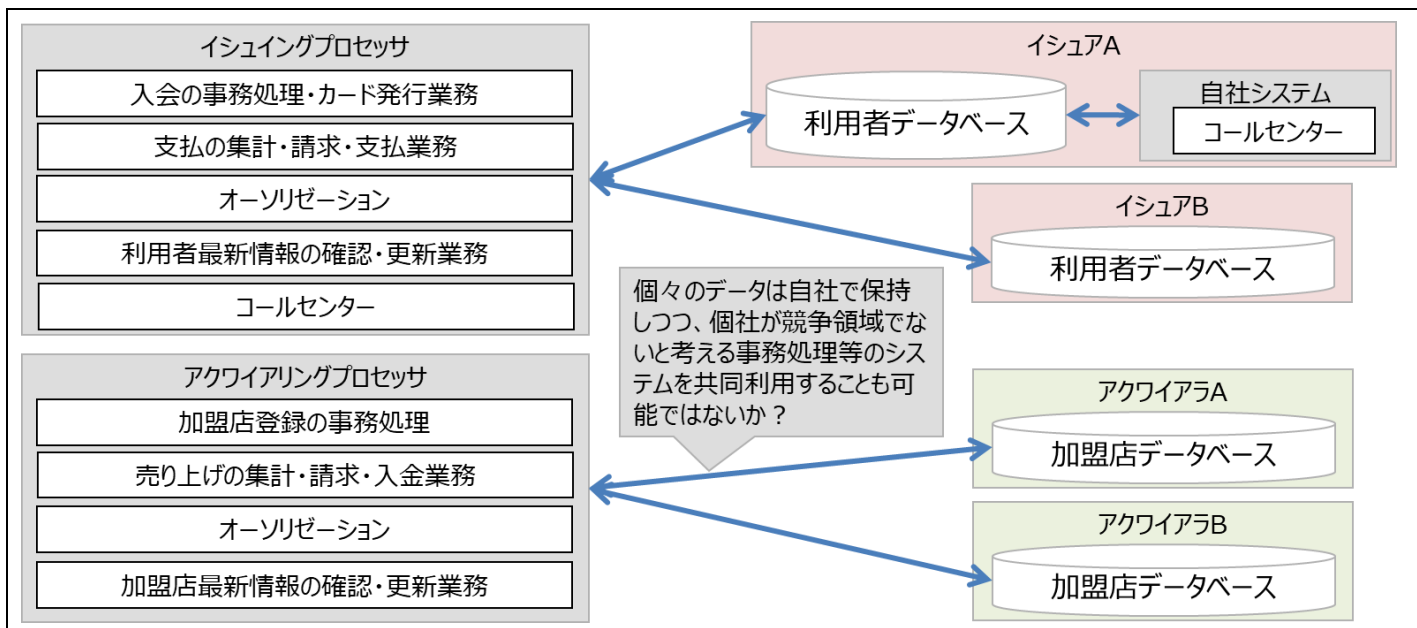 イシュイングプロセッサ
入会の事務処理・カード発行業務
支払の集計・請求・支払業務
オーソリゼーション
利用者最新情報の確認・更新業務
コールセンター
アクワイアリングプロセッサ
加盟店登録の事務処理
売り上げの集計・請求・入金業務
オーソリゼーション
加盟店最新情報の確認・更新業務
個々のデータは自社で保持
しつつ、個社が競争領域でな
いと考える事務処理等のシス
テムを共同利用することも可
能ではないか？
イシュアA
利用者データベース
自社システム
コールセンター
イシュアB
利用者データベース
アクワイアラA
加盟店データベース
アクワイアラB
加盟店データベース